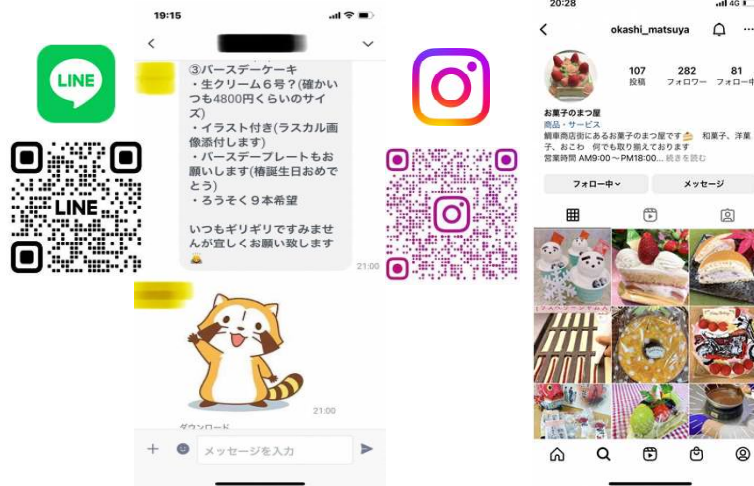 LINE
LINE
19:15
③バースデーケーキ
・生クリーム6号?(確かい
つも4800円くらいのサイ
ズ)
・イラスト付き(ラスカル画
像添付します)
・バースデープレートもお
願いします(椿誕生日おめで
とう)
・ろうそく9本希望
いつもギリギリですみませ
んが宜しくお願い致します
21:00
21:00
ダウンロード
メッセージを入力
20:28
4G
okashi_matsuya
107
投稿
282
フォロワー
81
フォロー中
お菓子のまつ屋
商品・サービス
鯛車商店街にあるお菓子のまつ屋です 和菓子、洋菓
子、おこわ 何でも取り揃えております
営業時間 AM9:00～PM18:00... 続きを読む
フォロー中
メッセージ